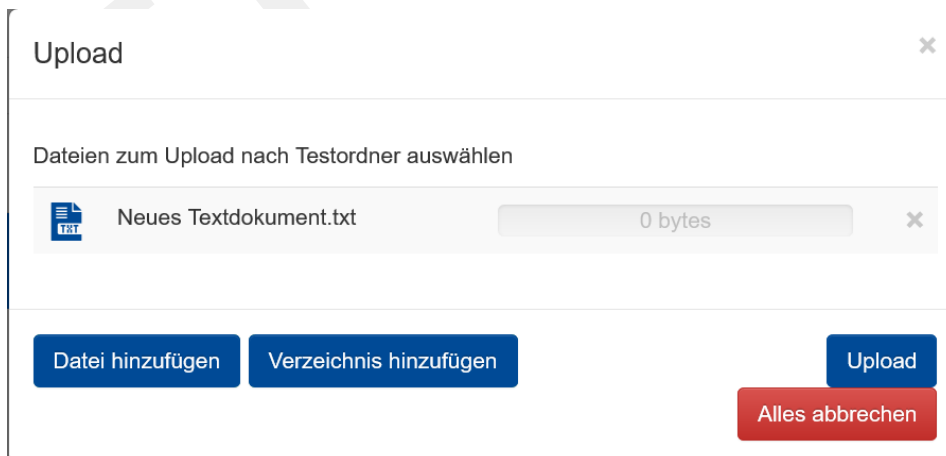 Upload
Dateien zum Upload nach Testordner auswählen
TXT
Neues Textdokument.txt
0 bytes
Datei hinzufügen
Verzeichnis hinzufügen
Upload
Alles abbrechen